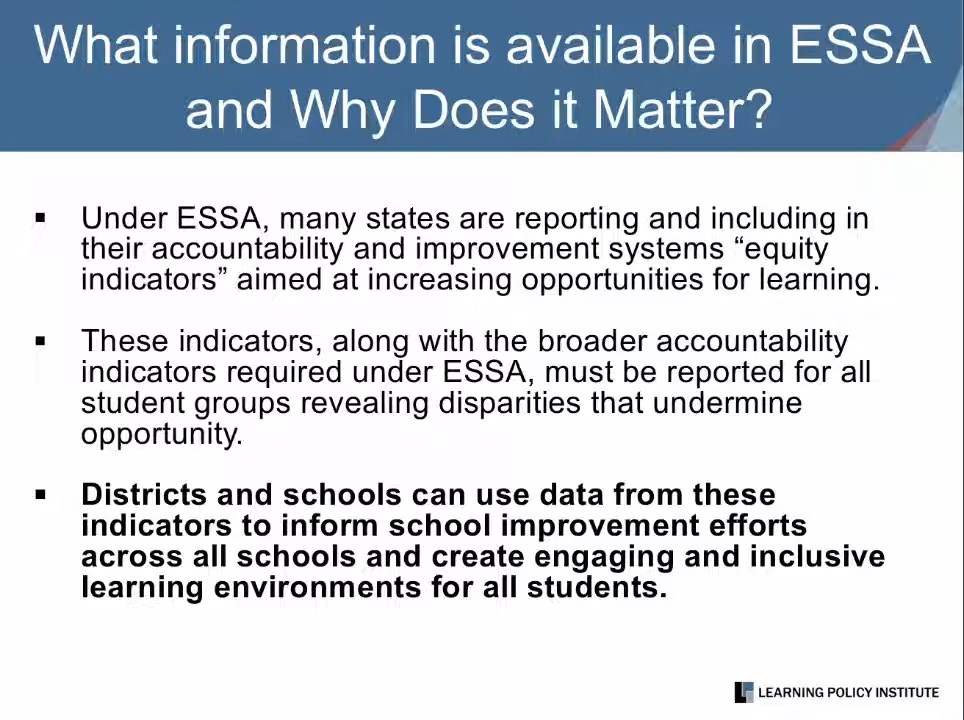 What information is available in ESSA
and Why Does it Matter?
▪ Under ESSA, many states are reporting and including in
their accountability and improvement systems “equity
indicators” aimed at increasing opportunities for learning.
▪ These indicators, along with the broader accountability
indicators required under ESSA, must be reported for all
student groups revealing disparities that undermine
opportunity.
▪ Districts and schools can use data from these
indicators to inform school improvement efforts
across all schools and create engaging and inclusive
learning environments for all students.
LEARNING POLICY INSTITUTE